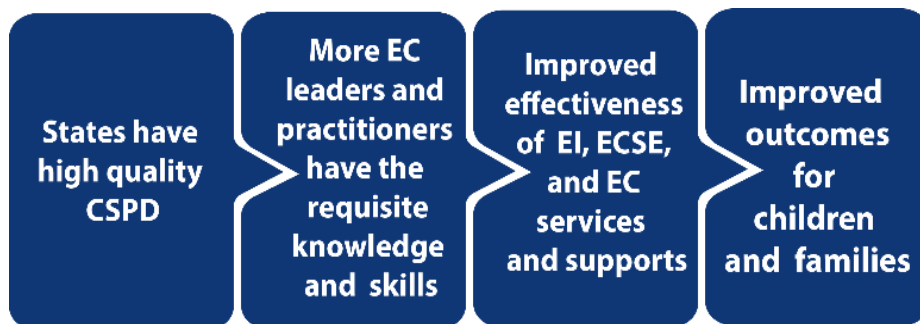 States have
high quality
CSPD
More EC
leaders and
practitioners
have the
requisite
knowledge
and skills
Improved
effectiveness
of EI, ECSE,
and EC
services
and supports
Improved
outcomes
for
children
and families